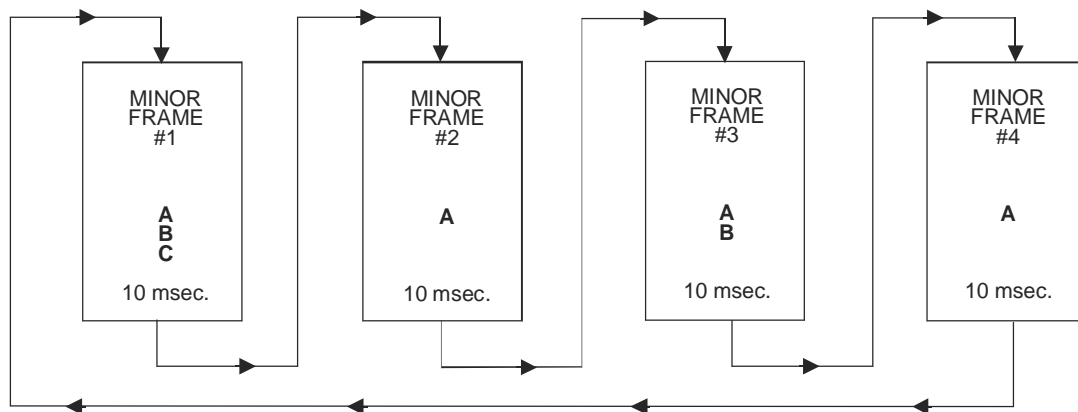 MINOR
FRAME
#1
A
B
C
10 msec.
MINOR
FRAME
#2
A
10 msec.
MINOR
FRAME
#3
A
B
10 msec.
MINOR
FRAME
#4
A
10 msec.